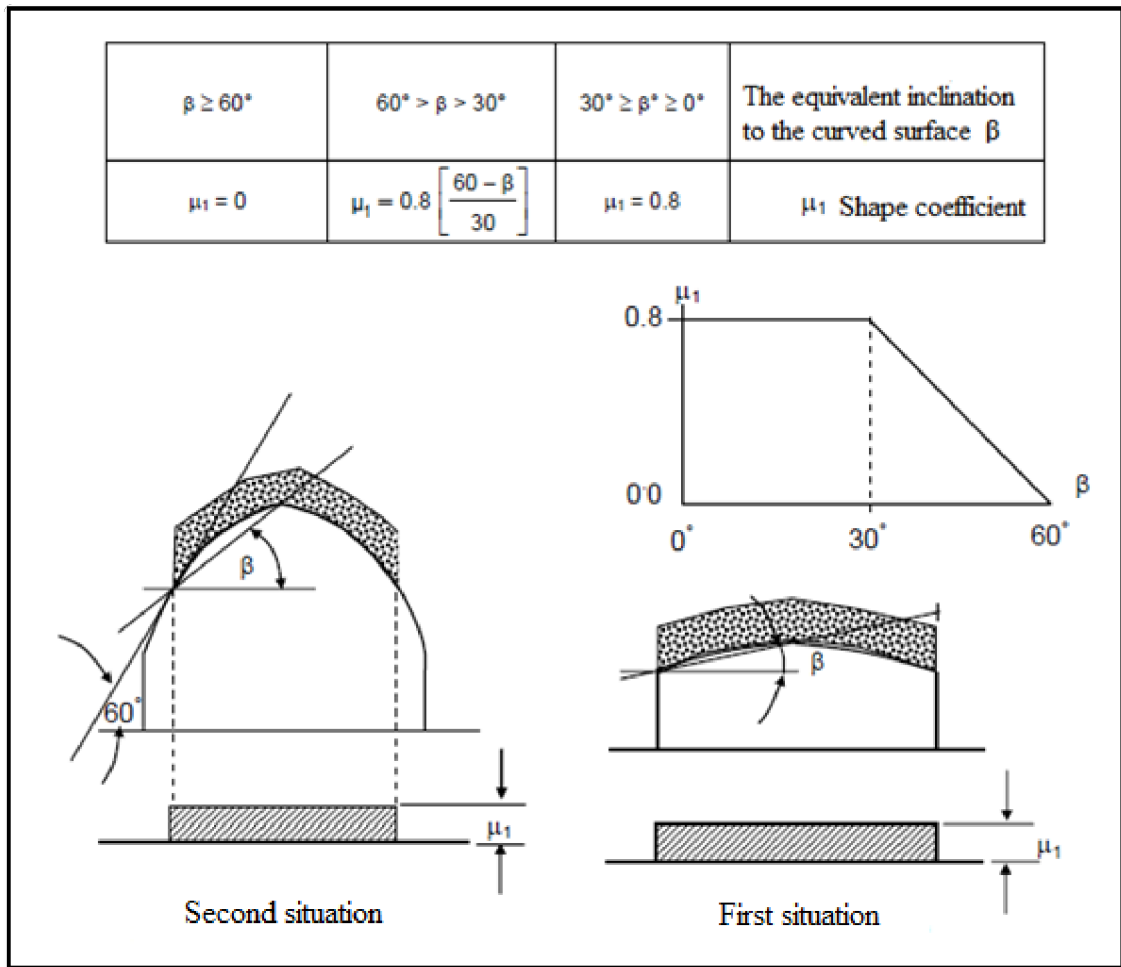 β ≥ 60°
60° > β > 30°
30° ≥ β° ≥ 0°
The equivalent inclination
to the curved surface β
μ1 = 0
μ1 = 0.8 [ (60 − β) / 30 ]
μ1 = 0.8
μ1 Shape coefficient
μ1
0.8
0.0
β
0°
30°
60°
β
60°
β
μ1
μ1
Second situation
First situation